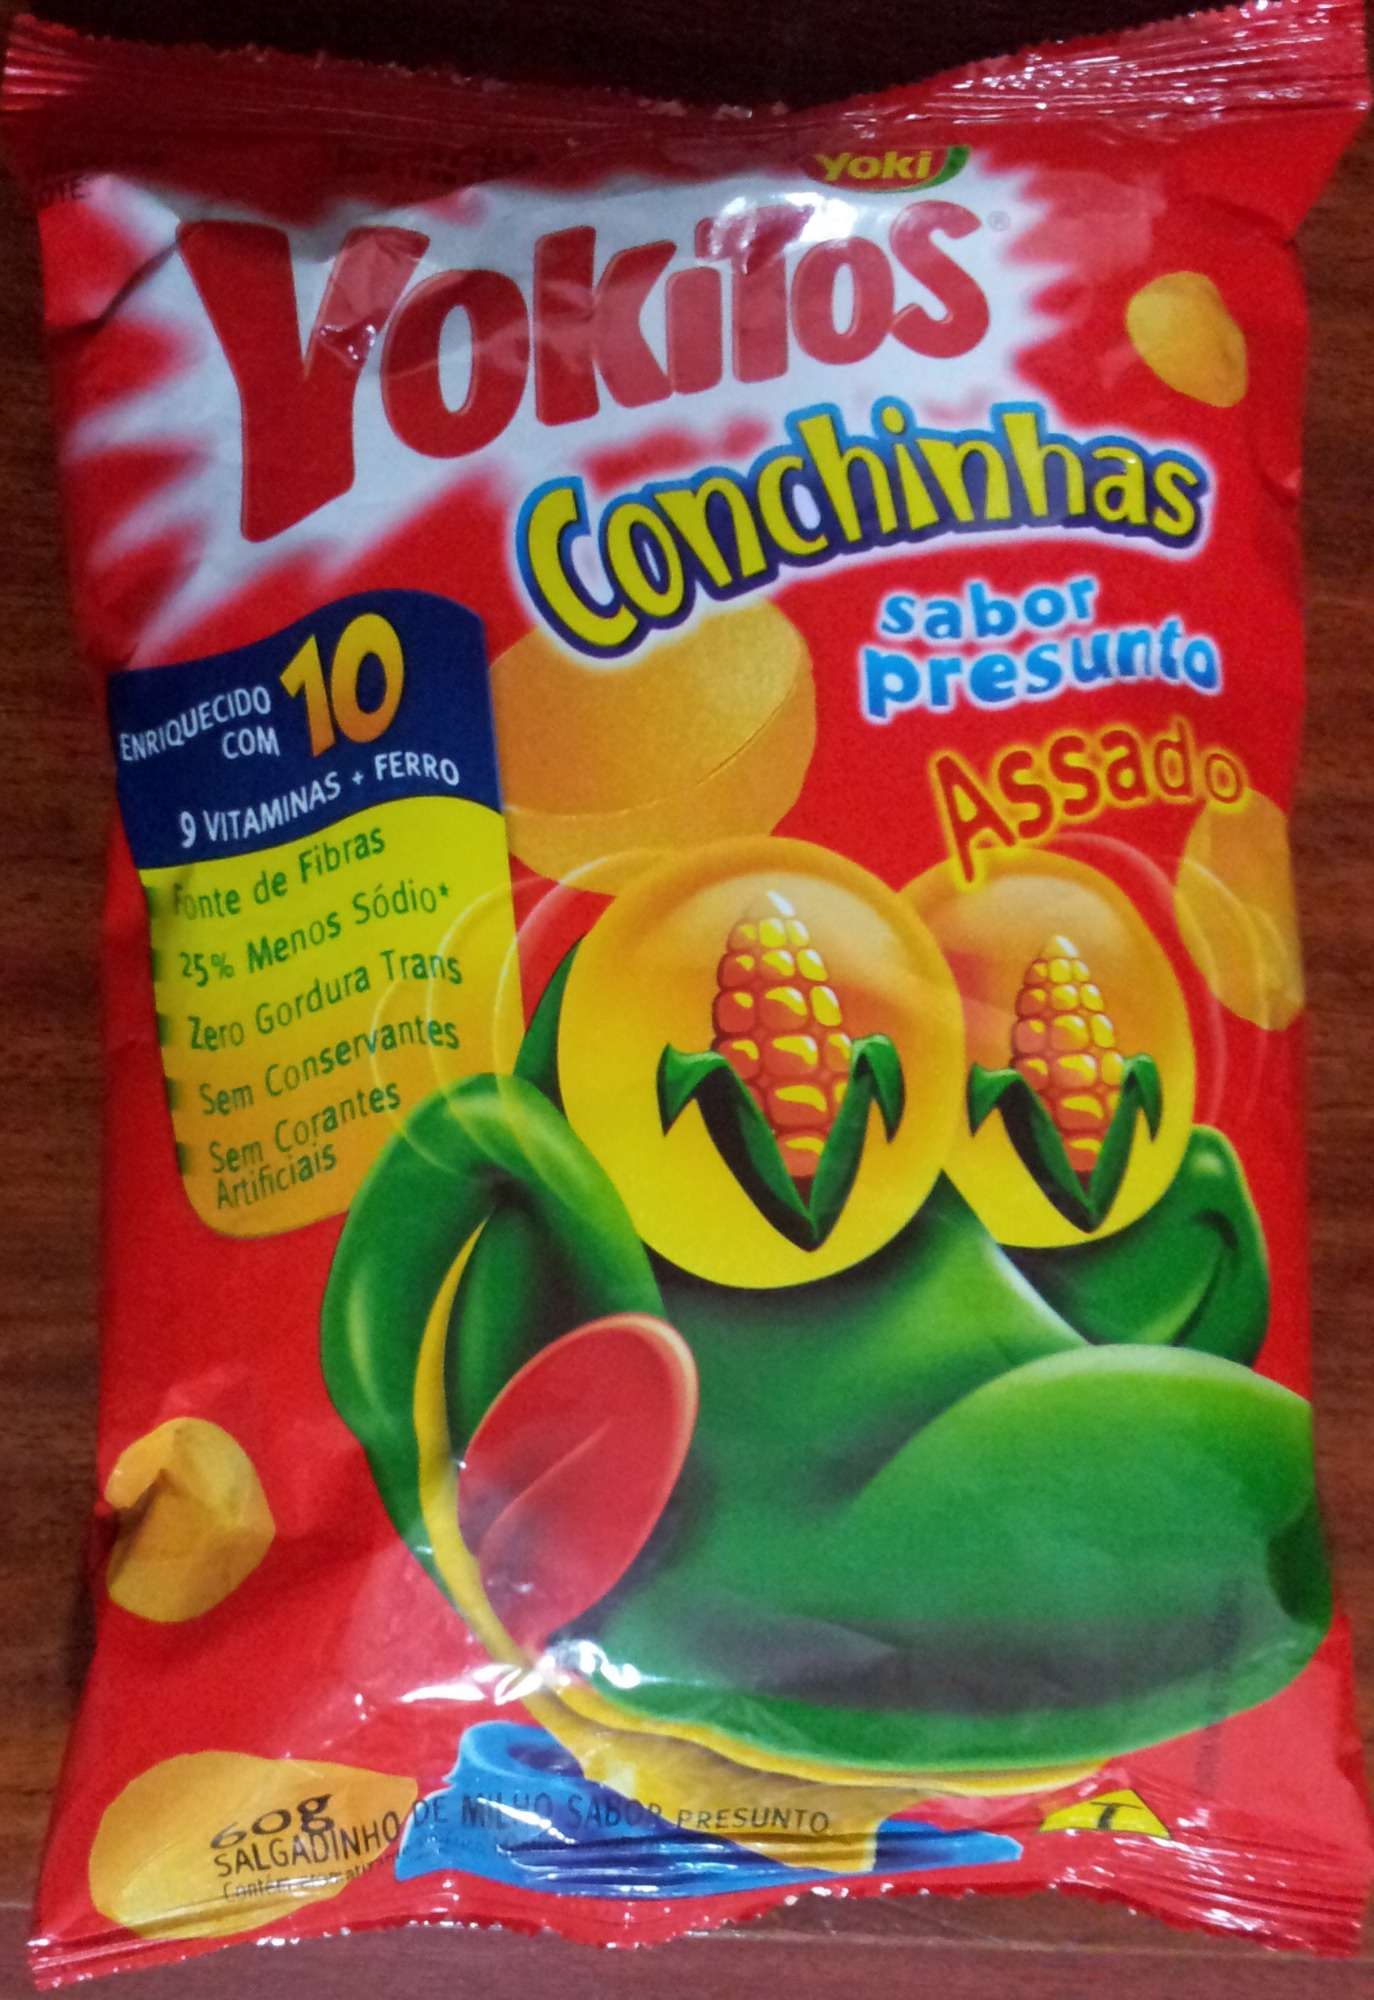 Yoki
Yokitos®
Conchinhas
sabor
presunto
Assado
ENRIQUECIDO
COM 10
9 VITAMINAS + FERRO
Fonte de Fibras
25% Menos Sódio*
Zero Gordura Trans
Sem Conservantes
Sem Corantes
Artificiais
60g
SALGADINHO DE MILHO SABOR PRESUNTO
Contém
T